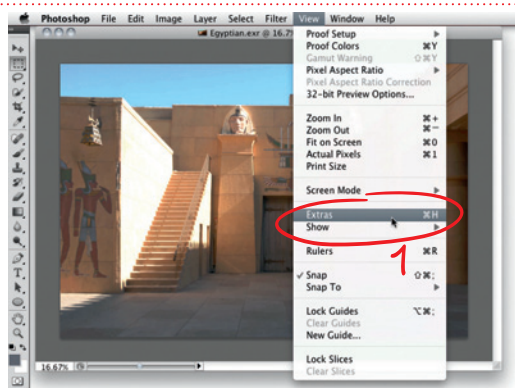 Photoshop File Edit Image Layer Select Filter View Window Help
Egyptian.exr @ 16.7%
Proof Setup
Proof Colors ⌘Y
Gamut Warning ⇧⌘Y
Pixel Aspect Ratio
Pixel Aspect Ratio Correction
32-bit Preview Options...
Zoom In ⌘+
Zoom Out ⌘−
Fit on Screen ⌘0
Actual Pixels ⌘1
Print Size
Screen Mode
Extras ⌘H
Show
1
Rulers ⌘R
✓ Snap ⇧⌘;
Snap To
Lock Guides ⌥⌘;
Clear Guides
New Guide...
Lock Slices
Clear Slices
16.67%